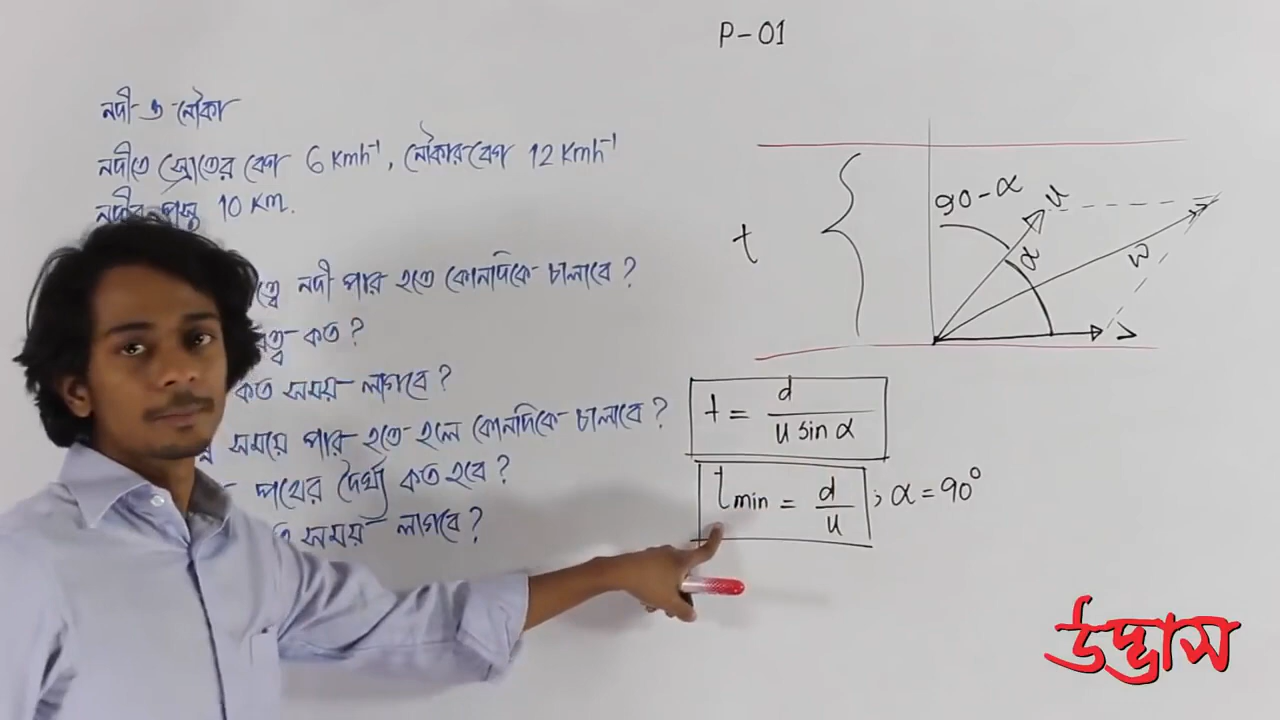 P-01
নদী ও নৌকা
নদীতে স্রোতের বেগ 6 Kmh⁻¹, নৌকার বেগ 12 Kmh⁻¹
নদীর প্রস্থ 10 Km.
নদী পার হতে কোনদিকে চালাবে?
কত?
কত সময় লাগবে?
সময়ে পার হতে হলে কোনদিকে চালাবে?
পথের দৈর্ঘ্য কত হবে?
সময় লাগবে?
t
90-α
u
α
w
v
t = d / u sin α
tmin = d / u ; α = 90°
উদ্ভাস